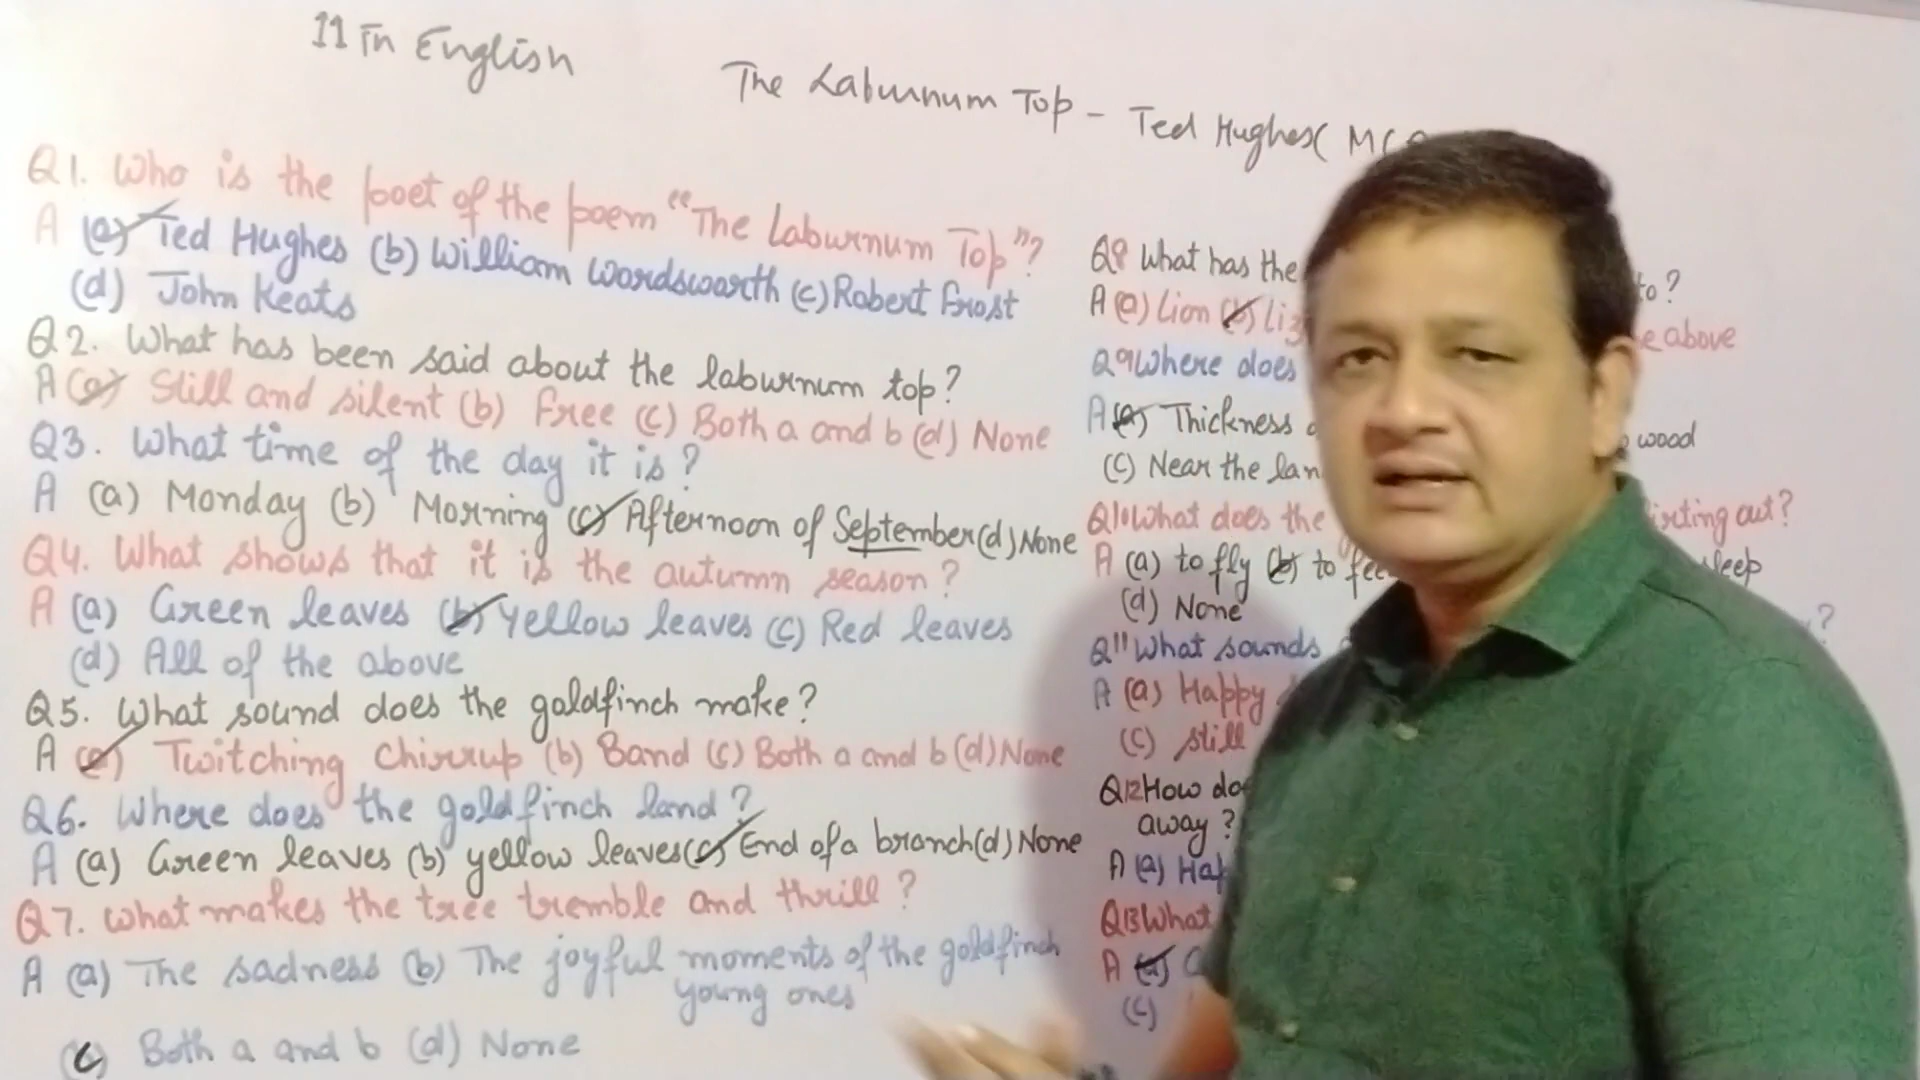 11th English
The Laburnum Top - Ted Hughes (MC
Q1. Who is the poet of the poem "The Laburnum Top"?
A (a) Ted Hughes (b) William Wordswoarth (c) Robert Frost
(d) John Keats
Q2. What has been said about the laburnum top?
A (a) Still and silent (b) Free (c) Both a and b (d) None
Q3. What time of the day it is?
A (a) Monday (b) Morning (c) Afternoon of September (d) None
Q4. What shows that it is the autumn season?
A (a) Green leaves (b) Yellow leaves (c) Red leaves
(d) All of the above
Q5. What sound does the goldfinch make?
A (a) Twitching Chirrup (b) Band (c) Both a and b (d) None
Q6. Where does the goldfinch land?
A (a) Green leaves (b) yellow leaves (c) End of a branch (d) None
Q7. What makes the tree tremble and thrill?
A (a) The sadness (b) The joyful moments of the goldfinch
young ones
(c) Both a and b (d) None
Q8 What has the to?
A (a) Lion (b) above
Q9 Where does
A (a) Thickness wood
(c) Near the
Q10 What does the out?
A (a) to fly (b) to
(d) None
Q11 What sounds ?
A (a) Happy
(c) still
Q12 How
away?
A (a)
Q13 What
A (a)
(c)